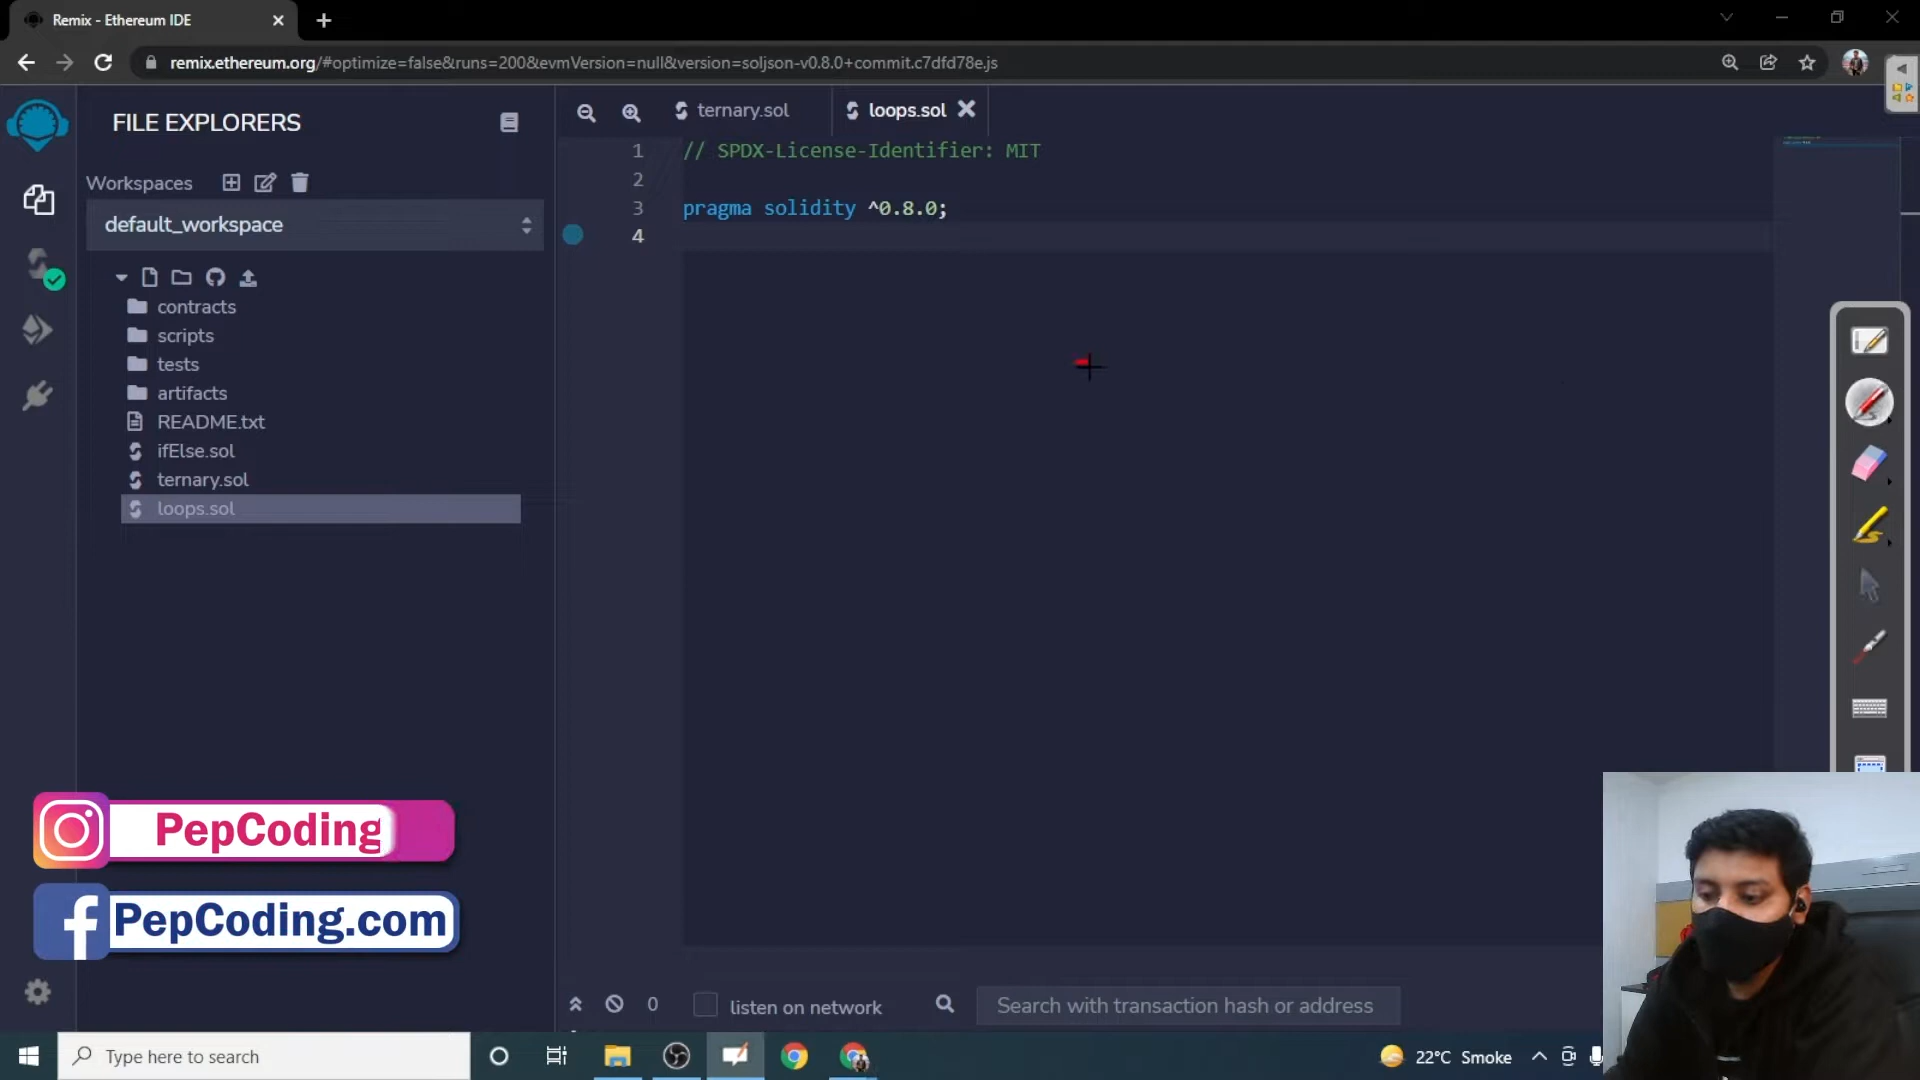 Remix - Ethereum IDE
remix.ethereum.org/#optimize=false&runs=200&evmVersion=null&version=soljson-v0.8.0+commit.c7dfd78e.js
FILE EXPLORERS
ternary.sol
loops.sol
Workspaces
default_workspace
contracts
scripts
tests
artifacts
README.txt
ifElse.sol
ternary.sol
loops.sol
1 // SPDX-License-Identifier: MIT
2
3 pragma solidity ^0.8.0;
4
PepCoding
PepCoding.com
0
listen on network
Search with transaction hash or address
Type here to search
22°C Smoke